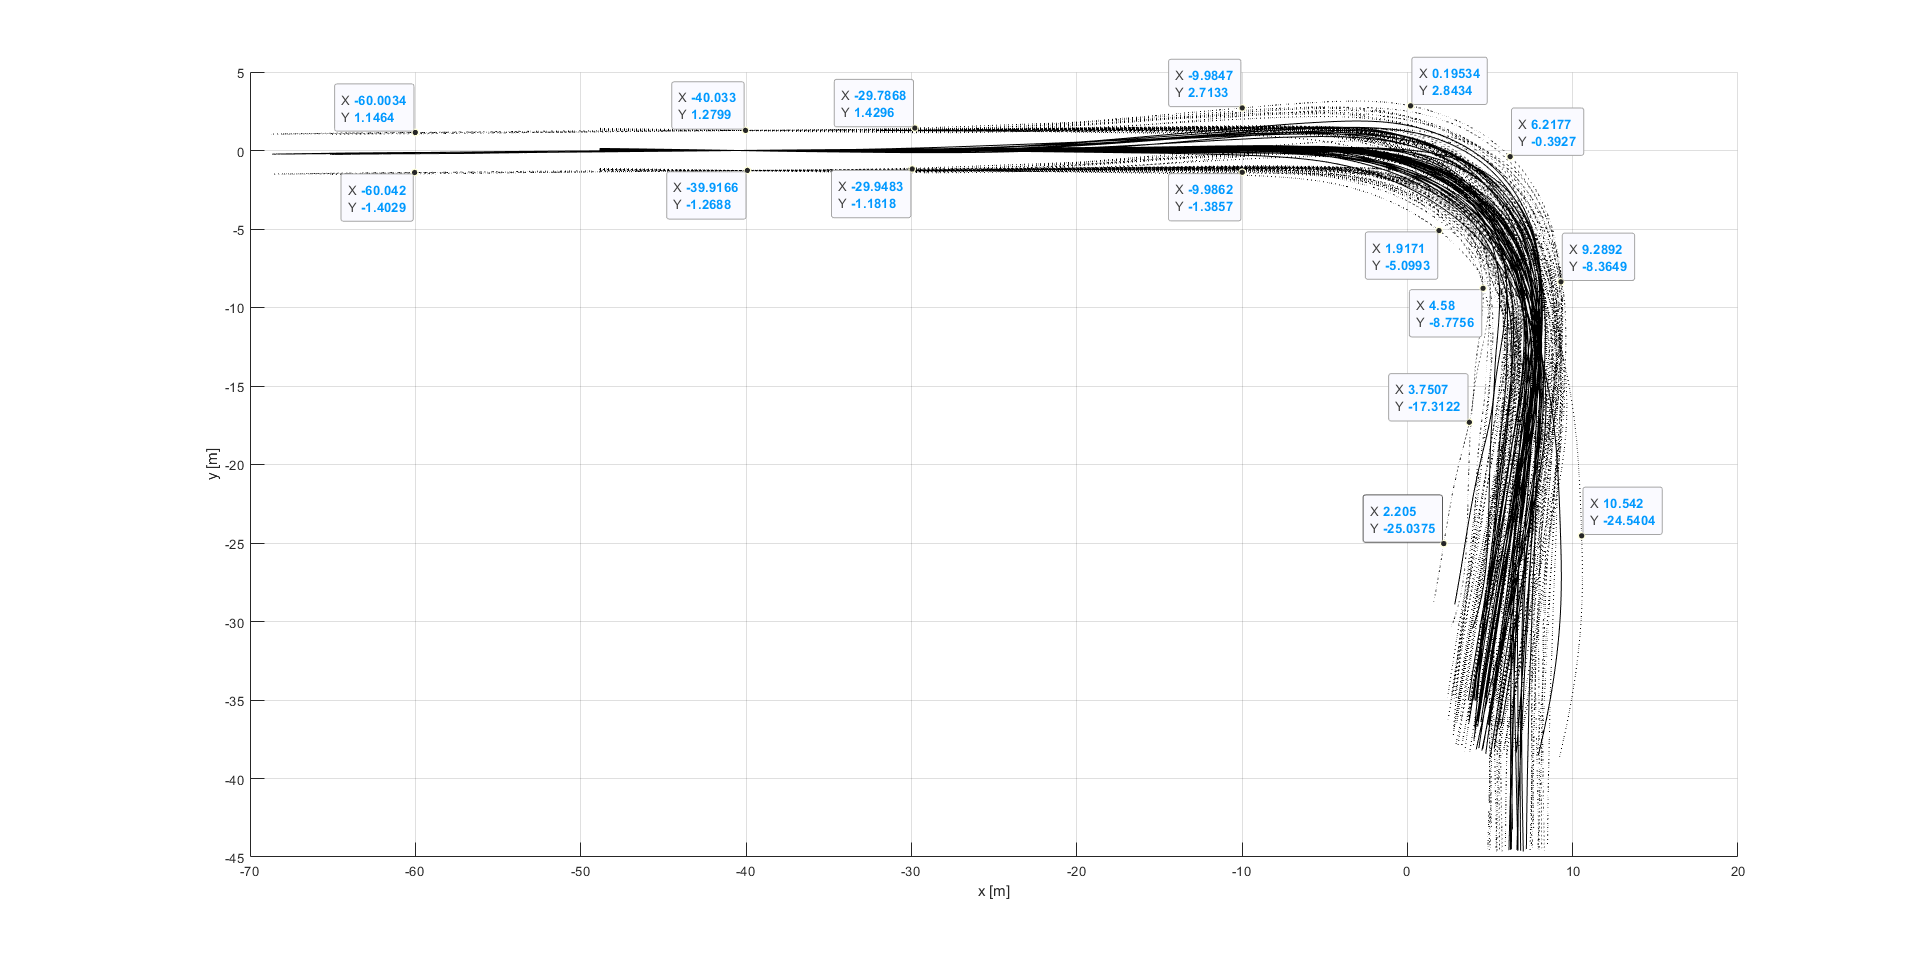 X -60.0034
Y 1.1464
X -40.033
Y 1.2799
X -29.7868
Y 1.4296
X -9.9847
Y 2.7133
X 0.19534
Y 2.8434
X 6.2177
Y -0.3927
X -60.042
Y -1.4029
X -39.9166
Y -1.2688
X -29.9483
Y -1.1818
X -9.9862
Y -1.3857
X 1.9171
Y -5.0993
X 9.2892
Y -8.3649
X 4.58
Y -8.7756
X 3.7507
Y -17.3122
X 2.205
Y -25.0375
X 10.542
Y -24.5404
5
0
-5
-10
-15
-20
-25
-30
-35
-40
-45
y [m]
-70 -60 -50 -40 -30 -20 -10 0 10 20
x [m]